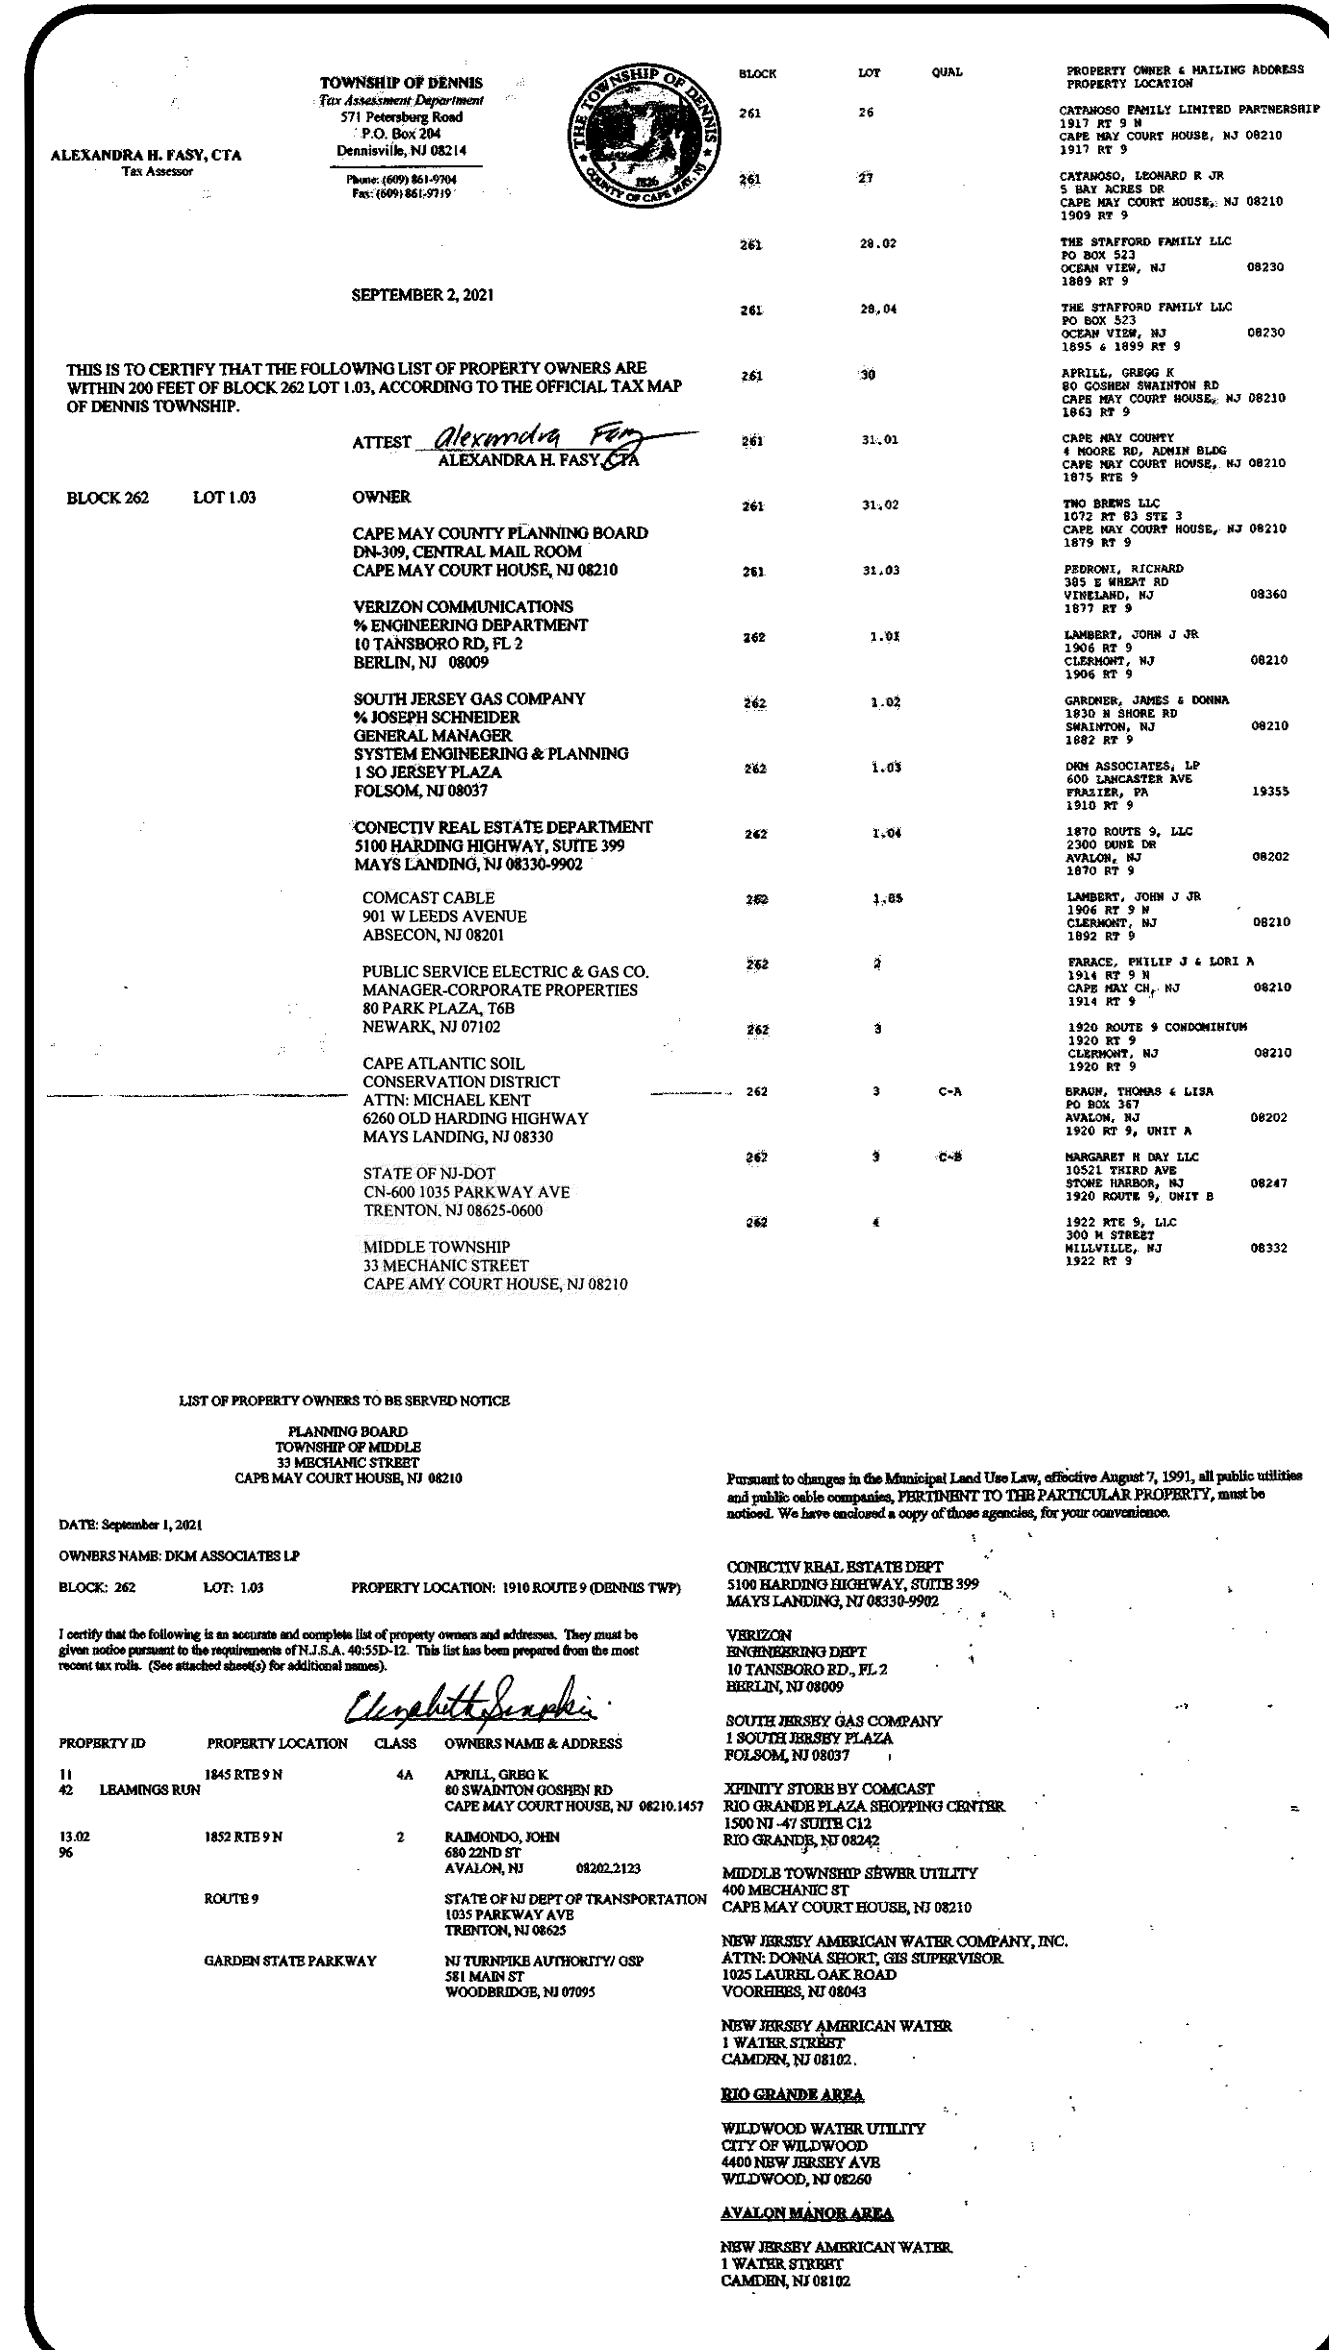 ALEXANDRA H. FASY, CTA
Tax Assessor
TOWNSHIP OF DENNIS
Tax Assessment Department
571 Petersburg Road
P.O. Box 204
Dennisville, NJ 08214
Phone: (609) 861-9704
Fax: (609) 861-9719
THE TOWNSHIP OF DENNIS
1826
COUNTY OF CAPE MAY, NJ
SEPTEMBER 2, 2021
THIS IS TO CERTIFY THAT THE FOLLOWING LIST OF PROPERTY OWNERS ARE
WITHIN 200 FEET OF BLOCK 262 LOT 1.03, ACCORDING TO THE OFFICIAL TAX MAP
OF DENNIS TOWNSHIP.
ATTEST Alexandra Fasy
ALEXANDRA H. FASY, CTA
BLOCK 262 LOT 1.03 OWNER
CAPE MAY COUNTY PLANNING BOARD
DN-309, CENTRAL MAIL ROOM
CAPE MAY COURT HOUSE, NJ 08210
VERIZON COMMUNICATIONS
% ENGINEERING DEPARTMENT
10 TANSBORO RD, FL 2
BERLIN, NJ 08009
SOUTH JERSEY GAS COMPANY
% JOSEPH SCHNEIDER
GENERAL MANAGER
SYSTEM ENGINEERING & PLANNING
1 SO JERSEY PLAZA
FOLSOM, NJ 08037
CONECTIV REAL ESTATE DEPARTMENT
5100 HARDING HIGHWAY, SUITE 399
MAYS LANDING, NJ 08330-9902
COMCAST CABLE
901 W LEEDS AVENUE
ABSECON, NJ 08201
PUBLIC SERVICE ELECTRIC & GAS CO.
MANAGER-CORPORATE PROPERTIES
80 PARK PLAZA, T6B
NEWARK, NJ 07102
CAPE ATLANTIC SOIL
CONSERVATION DISTRICT
ATTN: MICHAEL KENT
6260 OLD HARDING HIGHWAY
MAYS LANDING, NJ 08330
STATE OF NJ-DOT
CN-600 1035 PARKWAY AVE
TRENTON, NJ 08625-0600
MIDDLE TOWNSHIP
33 MECHANIC STREET
CAPE AMY COURT HOUSE, NJ 08210
BLOCK LOT QUAL PROPERTY OWNER & MAILING ADDRESS
PROPERTY LOCATION
261 26 CATANOSO FAMILY LIMITED PARTNERSHIP
1917 RT 9 N
CAPE MAY COURT HOUSE, NJ 08210
1917 RT 9
261 27 CATANOSO, LEONARD R JR
5 BAY ACRES DR
CAPE MAY COURT HOUSE, NJ 08210
1909 RT 9
261 28.02 THE STAFFORD FAMILY LLC
PO BOX 523
OCEAN VIEW, NJ 08230
1889 RT 9
261 28.04 THE STAFFORD FAMILY LLC
PO BOX 523
OCEAN VIEW, NJ 08230
1895 & 1899 RT 9
261 30 APRILL, GREGG K
80 GOSHEN SWAINTON RD
CAPE MAY COURT HOUSE, NJ 08210
1863 RT 9
261 31.01 CAPE MAY COUNTY
4 MOORE RD, ADMIN BLDG
CAPE MAY COURT HOUSE, NJ 08210
1875 RTE 9
261 31.02 TWO BREWS LLC
1072 RT 83 STE 3
CAPE MAY COURT HOUSE, NJ 08210
1879 RT 9
261 31.03 PEDRONI, RICHARD
385 E WHEAT RD
VINELAND, NJ 08360
1877 RT 9
262 1.01 LAMBERT, JOHN J JR
1906 RT 9
CLERMONT, NJ 08210
1906 RT 9
262 1.02 GARDNER, JAMES & DONNA
1830 N SHORE RD
SWAINTON, NJ 08210
1882 RT 9
262 1.03 DKM ASSOCIATES, LP
600 LANCASTER AVE
FRAZIER, PA 19355
1910 RT 9
262 1.04 1870 ROUTE 9, LLC
2300 DUNE DR
AVALON, NJ 08202
1870 RT 9
262 1.05 LAMBERT, JOHN J JR
1906 RT 9 N
CLERMONT, NJ 08210
1892 RT 9
262 2 FARACE, PHILIP J & LORI A
1914 RT 9 N
CAPE MAY CH, NJ 08210
1914 RT 9
262 3 1920 ROUTE 9 CONDOMINIUM
1920 RT 9
CLERMONT, NJ 08210
1920 RT 9
262 3 C-A BRAUN, THOMAS & LISA
PO BOX 367
AVALON, NJ 08202
1920 RT 9, UNIT A
262 3 C-B MARGARET H DAY LLC
10521 THIRD AVE
STONE HARBOR, NJ 08247
1920 ROUTE 9, UNIT B
262 4 1922 RTE 9, LLC
300 M STREET
MILLVILLE, NJ 08332
1922 RT 9
LIST OF PROPERTY OWNERS TO BE SERVED NOTICE
PLANNING BOARD
TOWNSHIP OF MIDDLE
33 MECHANIC STREET
CAPE MAY COURT HOUSE, NJ 08210
DATE: September 1, 2021
OWNERS NAME: DKM ASSOCIATES LP
BLOCK: 262 LOT: 1.03 PROPERTY LOCATION: 1910 ROUTE 9 (DENNIS TWP)
I certify that the following is an accurate and complete list of property owners and addresses. They must be
given notice pursuant to the requirements of N.J.S.A. 40:55D-12. This list has been prepared from the most
recent tax rolls. (See attached sheet(s) for additional names).
PROPERTY ID PROPERTY LOCATION CLASS OWNERS NAME & ADDRESS
11 1845 RTE 9 N 4A APRILL, GREG K
42 LEAMINGS RUN 80 SWAINTON GOSHEN RD
CAPE MAY COURT HOUSE, NJ 08210.1457
13.02 1852 RTE 9 N 2 RAIMONDO, JOHN
96 680 22ND ST
AVALON, NJ 08202.2123
ROUTE 9 STATE OF NJ DEPT OF TRANSPORTATION
1035 PARKWAY AVE
TRENTON, NJ 08625
GARDEN STATE PARKWAY NJ TURNPIKE AUTHORITY/ GSP
581 MAIN ST
WOODBRIDGE, NJ 07095
Pursuant to changes in the Municipal Land Use Law, effective August 7, 1991, all public utilities
and public cable companies, PERTINENT TO THE PARTICULAR PROPERTY, must be
noticed. We have enclosed a copy of those agencies, for your convenience.
CONECTIV REAL ESTATE DEPT
5100 HARDING HIGHWAY, SUITE 399
MAYS LANDING, NJ 08330-9902
VERIZON
ENGINEERING DEPT
10 TANSBORO RD., FL 2
BERLIN, NJ 08009
SOUTH JERSEY GAS COMPANY
1 SOUTH JERSEY PLAZA
FOLSOM, NJ 08037
XFINITY STORE BY COMCAST
RIO GRANDE PLAZA SHOPPING CENTER
1500 NJ-47 SUITE C12
RIO GRANDE, NJ 08242
MIDDLE TOWNSHIP SEWER UTILITY
400 MECHANIC ST
CAPE MAY COURT HOUSE, NJ 08210
NEW JERSEY AMERICAN WATER COMPANY, INC.
ATTN: DONNA SHORT, GIS SUPERVISOR
1025 LAUREL OAK ROAD
VOORHEES, NJ 08043
NEW JERSEY AMERICAN WATER
1 WATER STREET
CAMDEN, NJ 08102.
RIO GRANDE AREA
WILDWOOD WATER UTILITY
CITY OF WILDWOOD
4400 NEW JERSEY AVE
WILDWOOD, NJ 08260
AVALON MANOR AREA
NEW JERSEY AMERICAN WATER
1 WATER STREET
CAMDEN, NJ 08102